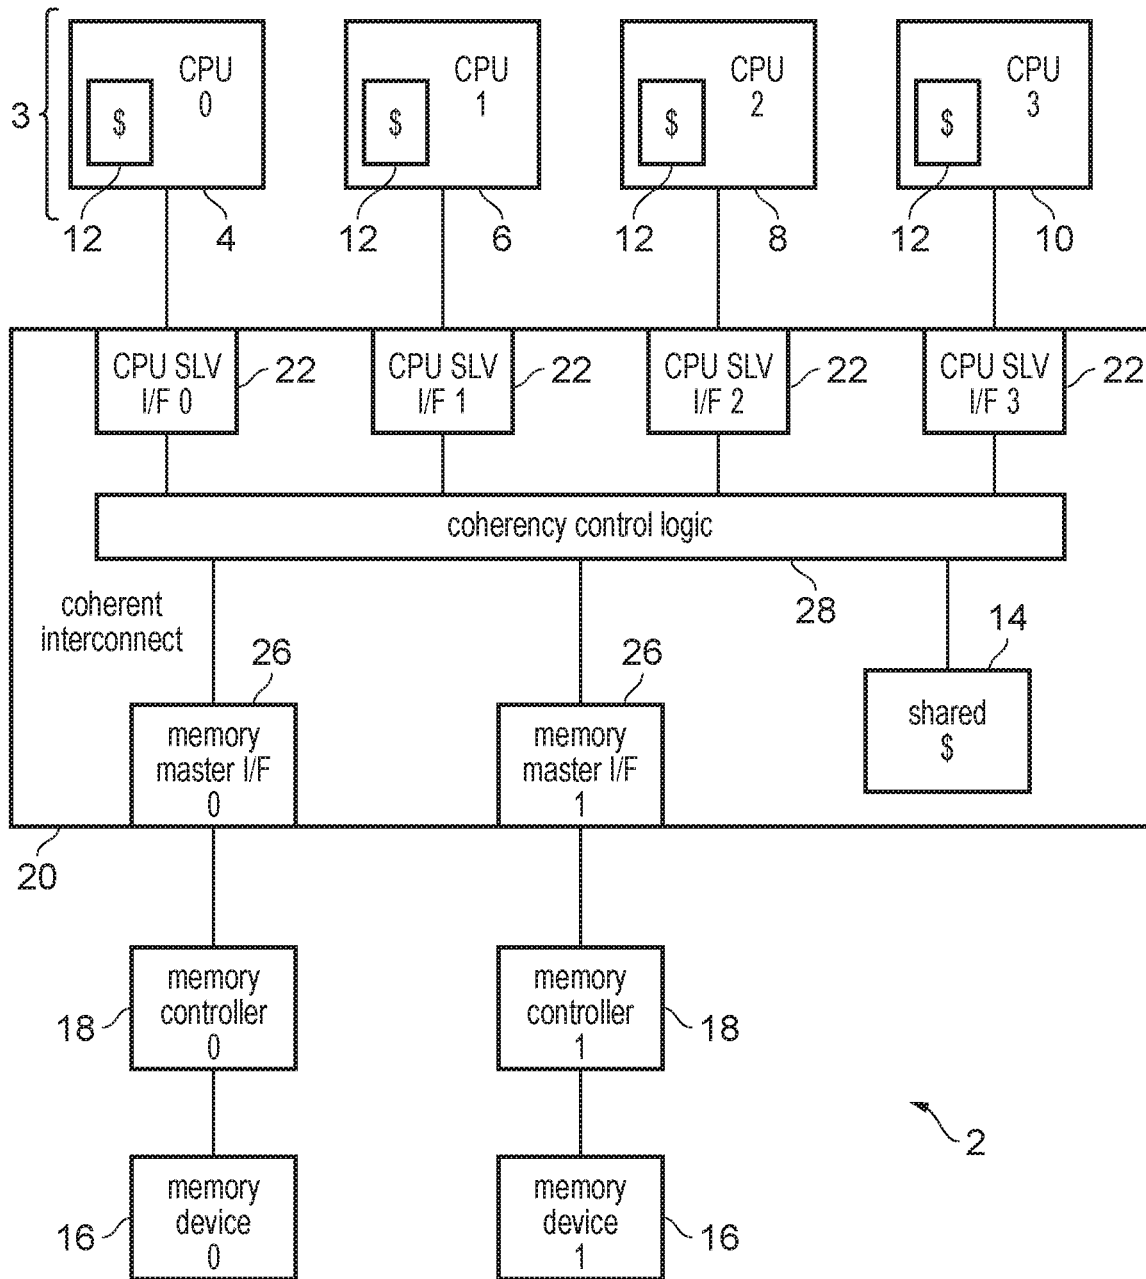 3
CPU 0
$
CPU 1
$
CPU 2
$
CPU 3
$
12
4
12
6
12
8
12
10
CPU SLV
I/F 0
22
CPU SLV
I/F 1
22
CPU SLV
I/F 2
22
CPU SLV
I/F 3
22
coherency control logic
28
coherent
interconnect
26
memory
master I/F
0
26
memory
master I/F
1
14
shared
$
20
18
memory
controller
0
memory
controller
1
18
2
16
memory
device
0
memory
device
1
16